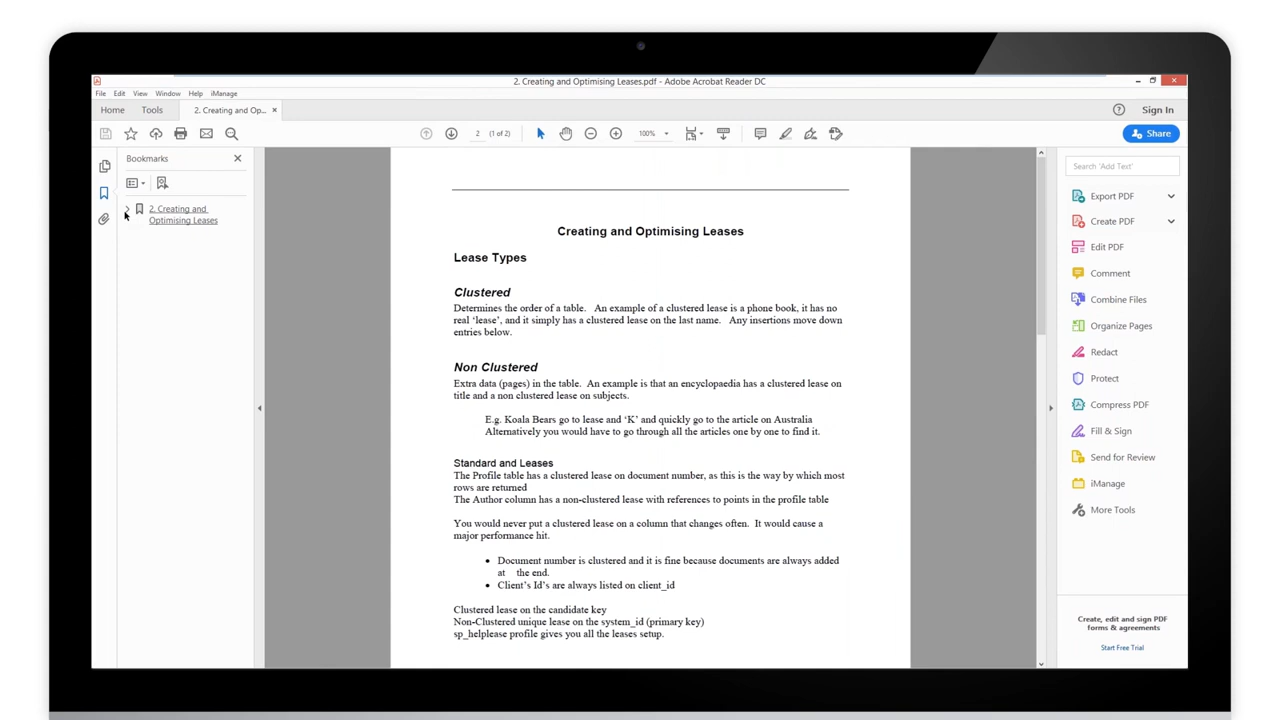 2. Creating and Optimising Leases.pdf - Adobe Acrobat Reader DC
File Edit View Window Help iManage
Home Tools 2. Creating and Op... × Sign In
2 (1 of 2) 100% Share
Bookmarks
2. Creating and
Optimising Leases
Creating and Optimising Leases
Lease Types
Clustered
Determines the order of a table. An example of a clustered lease is a phone book, it has no
real ‘lease’, and it simply has a clustered lease on the last name. Any insertions move down
entries below.
Non Clustered
Extra data (pages) in the table. An example is that an encyclopaedia has a clustered lease on
title and a non clustered lease on subjects.
E.g. Koala Bears go to lease and ‘K’ and quickly go to the article on Australia
Alternatively you would have to go through all the articles one by one to find it.
Standard and Leases
The Profile table has a clustered lease on document number, as this is the way by which most
rows are returned
The Author column has a non-clustered lease with references to points in the profile table
You would never put a clustered lease on a column that changes often. It would cause a
major performance hit.
• Document number is clustered and it is fine because documents are always added
at the end.
• Client’s Id’s are always listed on client_id
Clustered lease on the candidate key
Non-Clustered unique lease on the system_id (primary key)
sp_helplease profile gives you all the leases setup.
Search 'Add Text'
Export PDF
Create PDF
Edit PDF
Comment
Combine Files
Organize Pages
Redact
Protect
Compress PDF
Fill & Sign
Send for Review
iManage
More Tools
Create, edit and sign PDF
forms & agreements
Start Free Trial